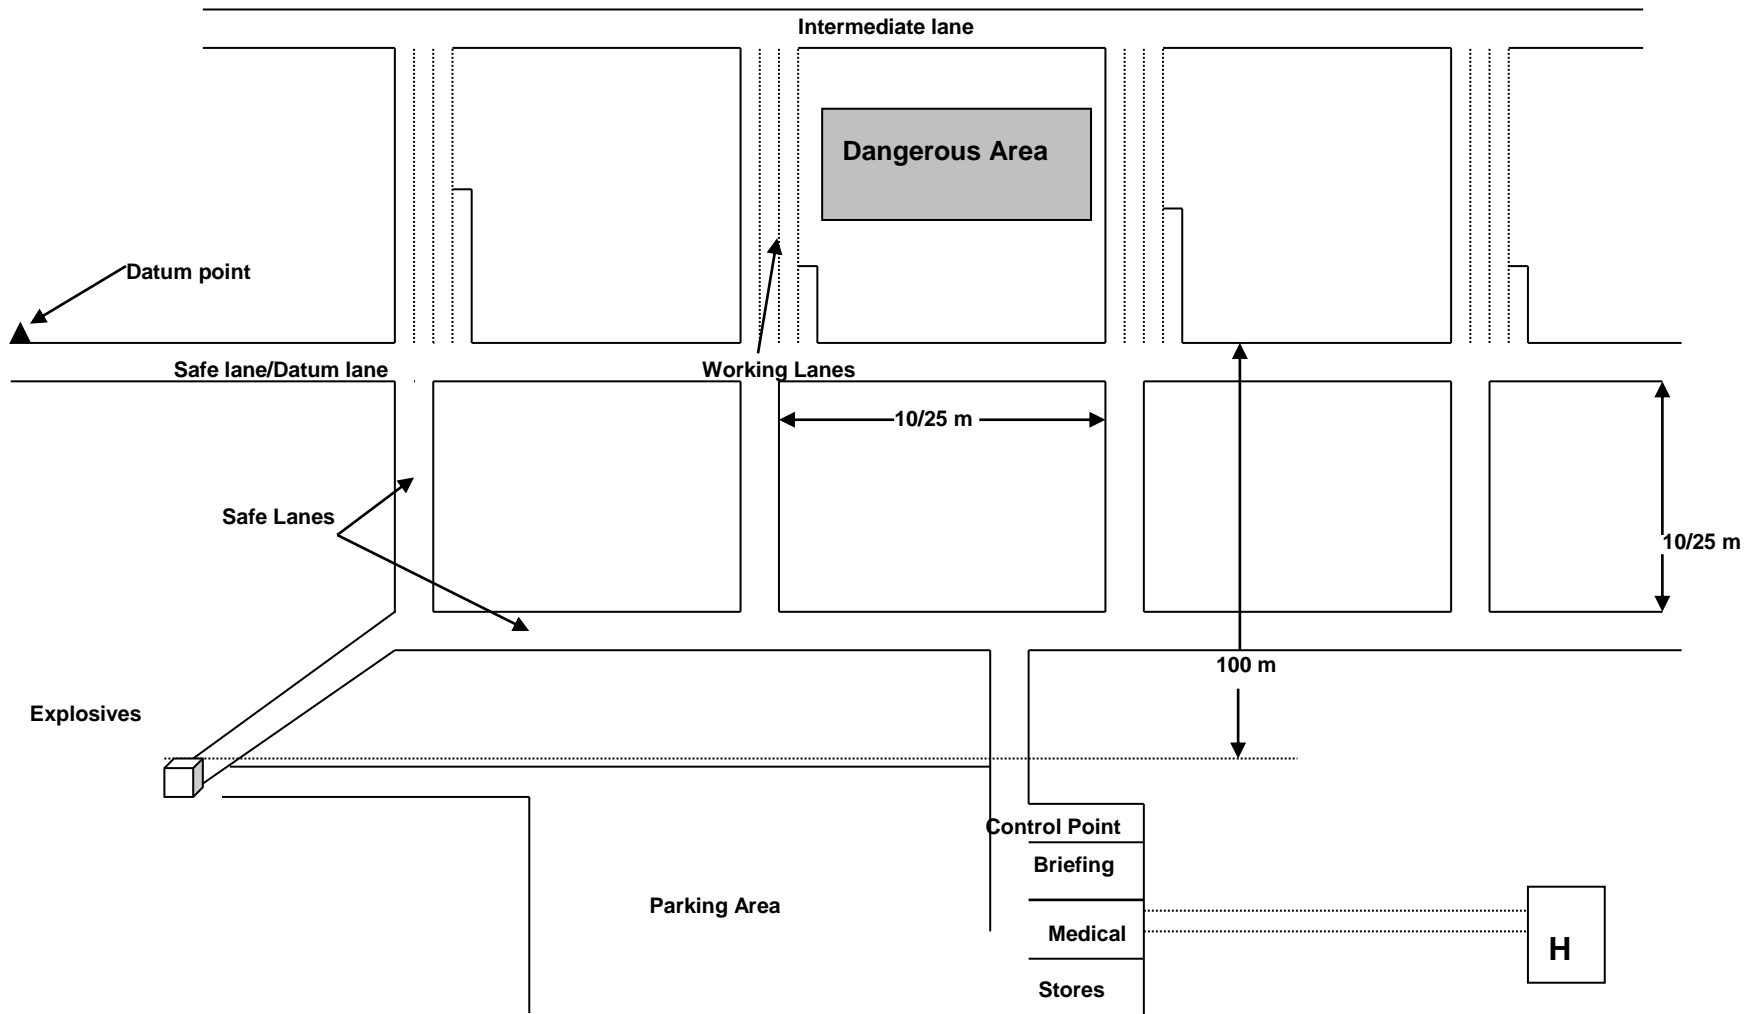 Intermediate lane
Dangerous Area
Datum point
Safe lane/Datum lane
Working Lanes
10/25 m
Safe Lanes
10/25 m
100 m
Explosives
Control Point
Briefing
Parking Area
Medical
H
Stores